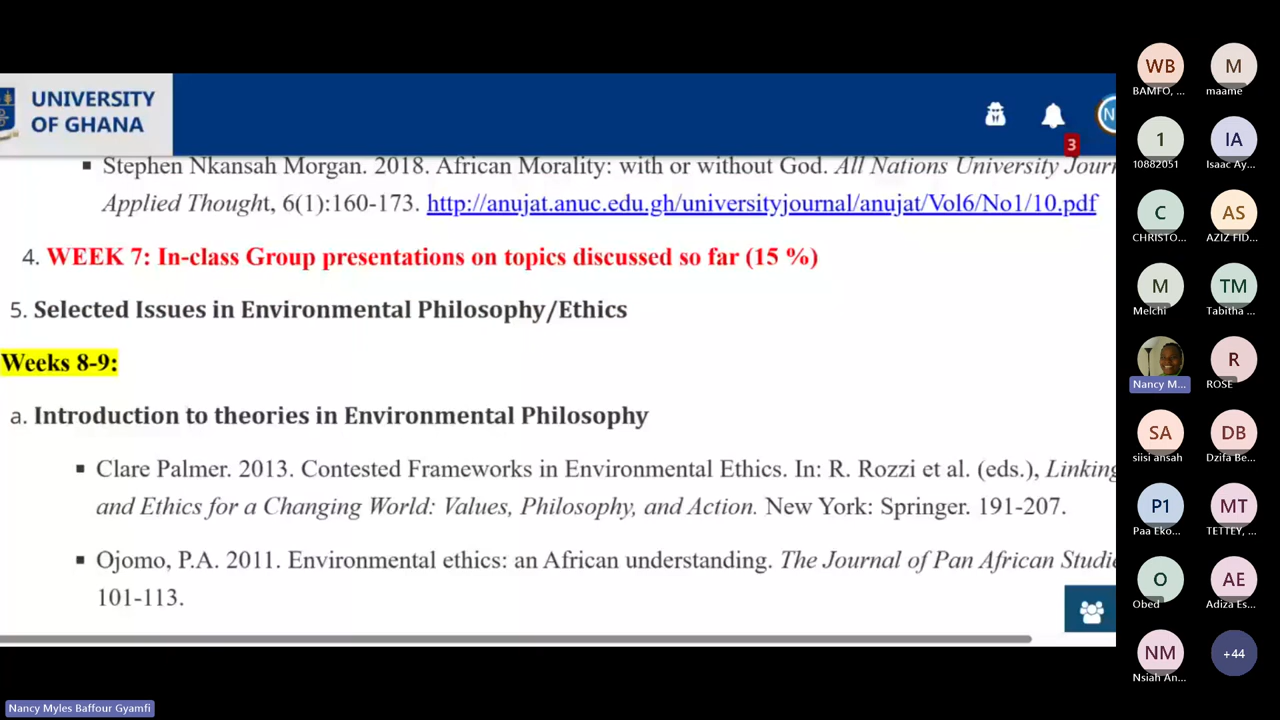 UNIVERSITY
OF GHANA
3
N
▪ Stephen Nkansah Morgan. 2018. African Morality: with or without God. All Nations University Journ
Applied Thought, 6(1):160-173. http://anujat.anuc.edu.gh/universityjournal/anujat/Vol6/No1/10.pdf
4. WEEK 7: In-class Group presentations on topics discussed so far (15 %)
5. Selected Issues in Environmental Philosophy/Ethics
Weeks 8-9:
a. Introduction to theories in Environmental Philosophy
▪ Clare Palmer. 2013. Contested Frameworks in Environmental Ethics. In: R. Rozzi et al. (eds.), Linking
and Ethics for a Changing World: Values, Philosophy, and Action. New York: Springer. 191-207.
▪ Ojomo, P.A. 2011. Environmental ethics: an African understanding. The Journal of Pan African Studie
101-113.
WB M
BAMFO, ... maame
1 IA
10882051 Isaac Ay...
C AS
CHRISTO... AZIZ FID...
M TM
Melchi Tabitha ...
R
Nancy M... ROSE
SA DB
siisi ansah Dzifa Be...
P1 MT
Paa Eko... TETTEY, ...
O AE
Obed Adiza Es...
NM +44
Nsiah An...
Nancy Myles Baffour Gyamfi